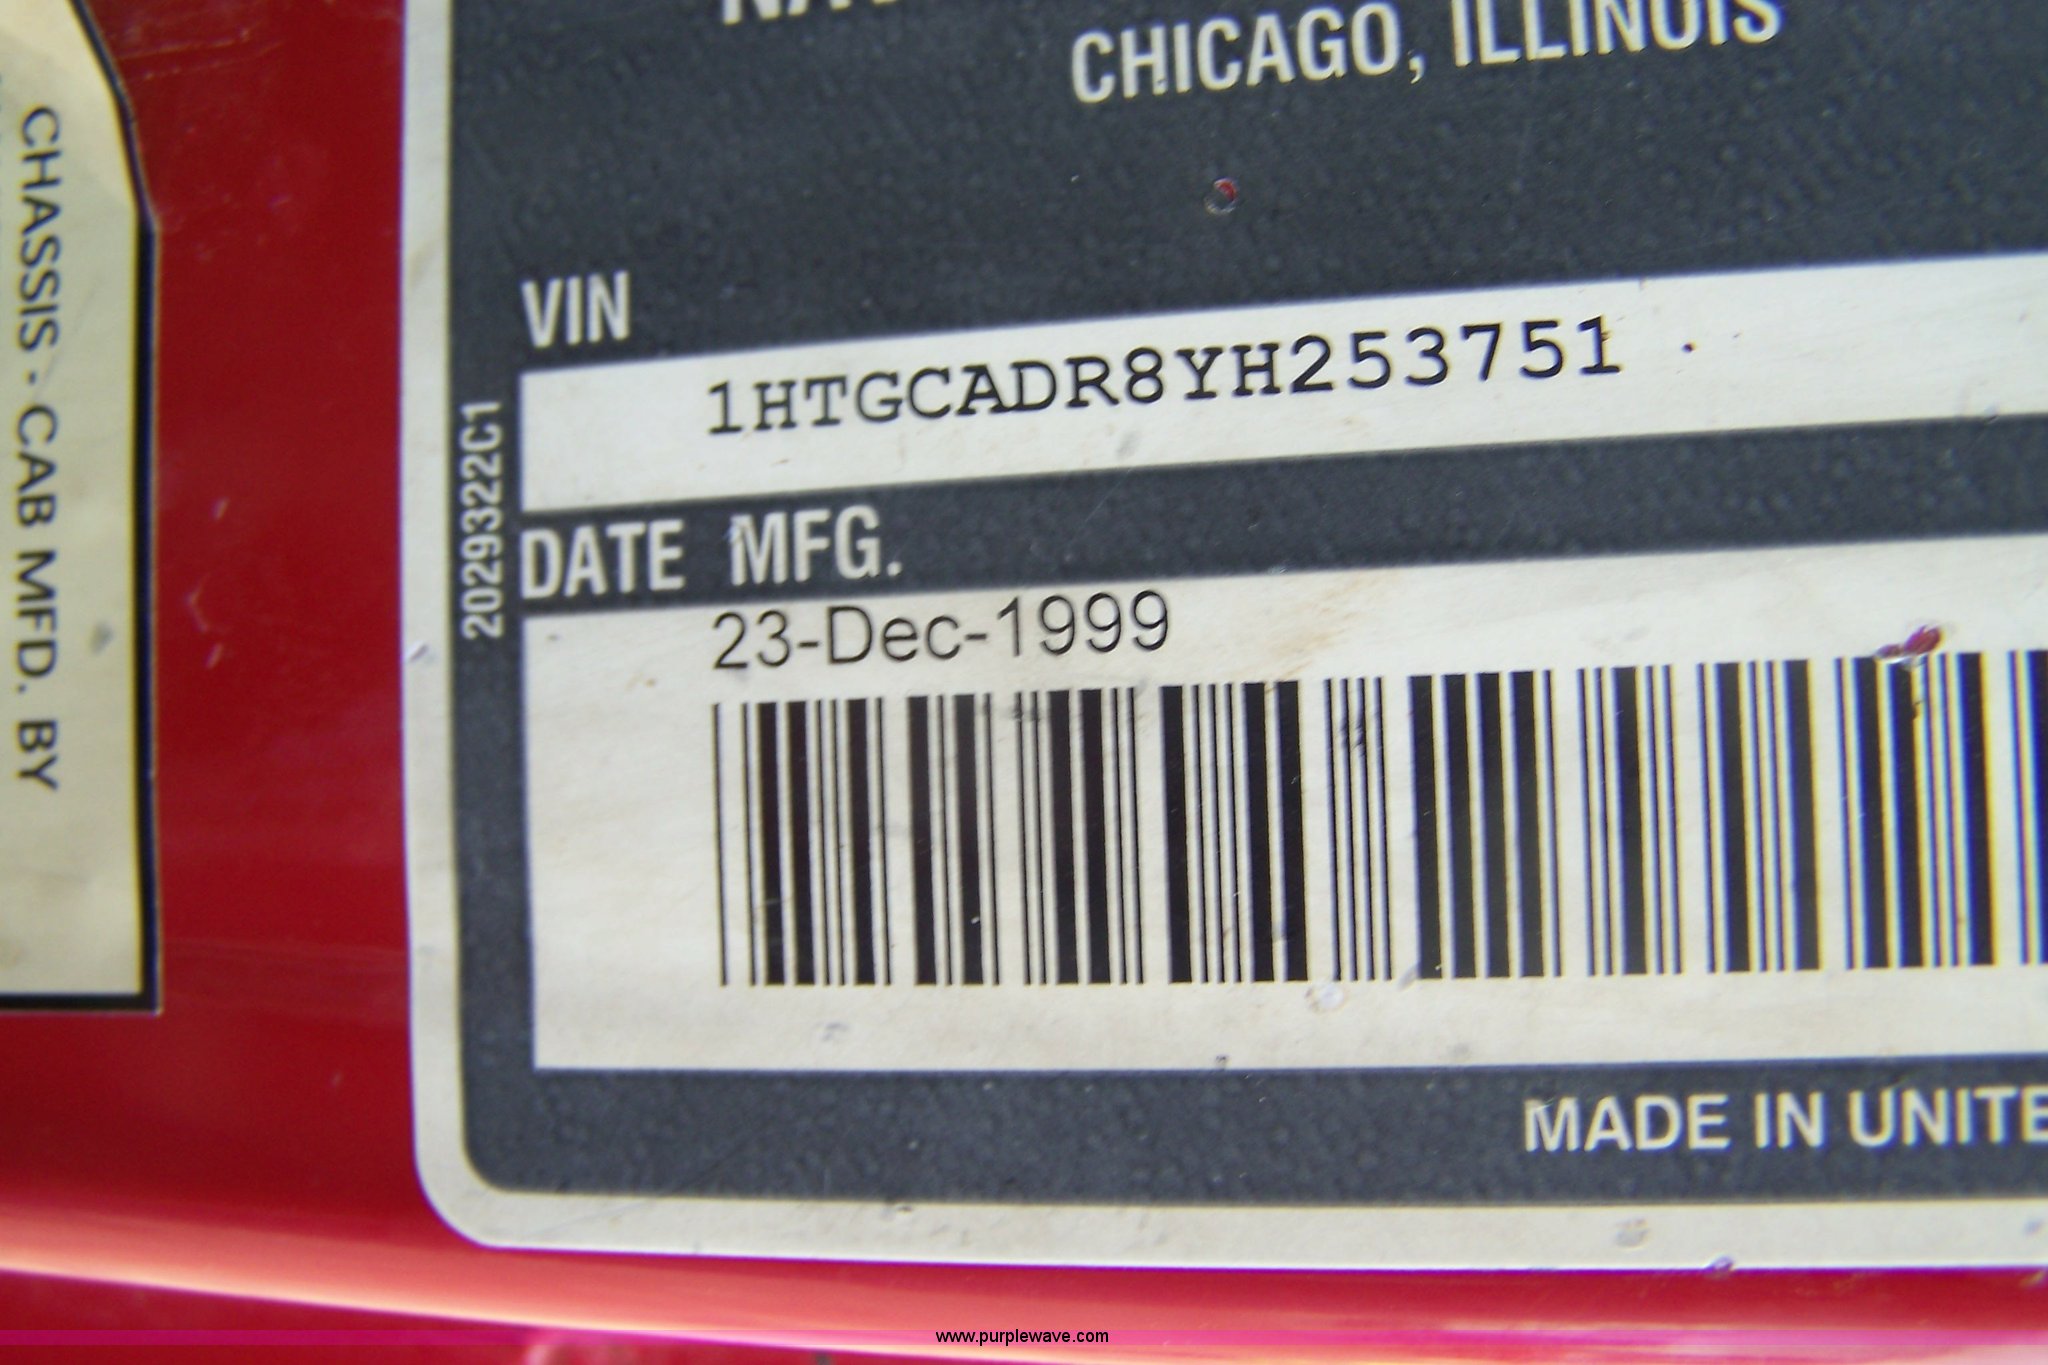 CHICAGO, ILLINOIS
VIN
1HTGCADR8YH253751
DATE MFG.
23-Dec-1999
2029322C1
MADE IN UNITE
CHASSIS - CAB MFD. BY
www.purplewave.com